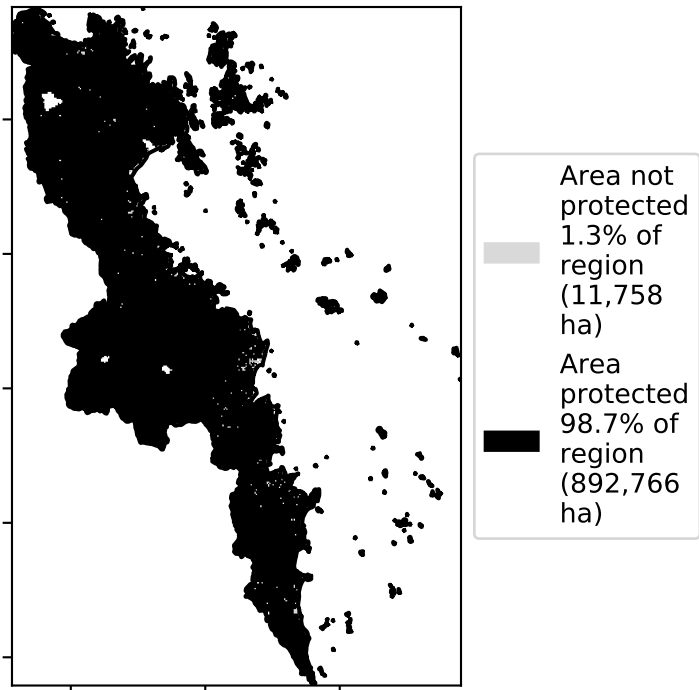 Area not
protected
1.3% of
region
(11,758
ha)
Area
protected
98.7% of
region
(892,766
ha)